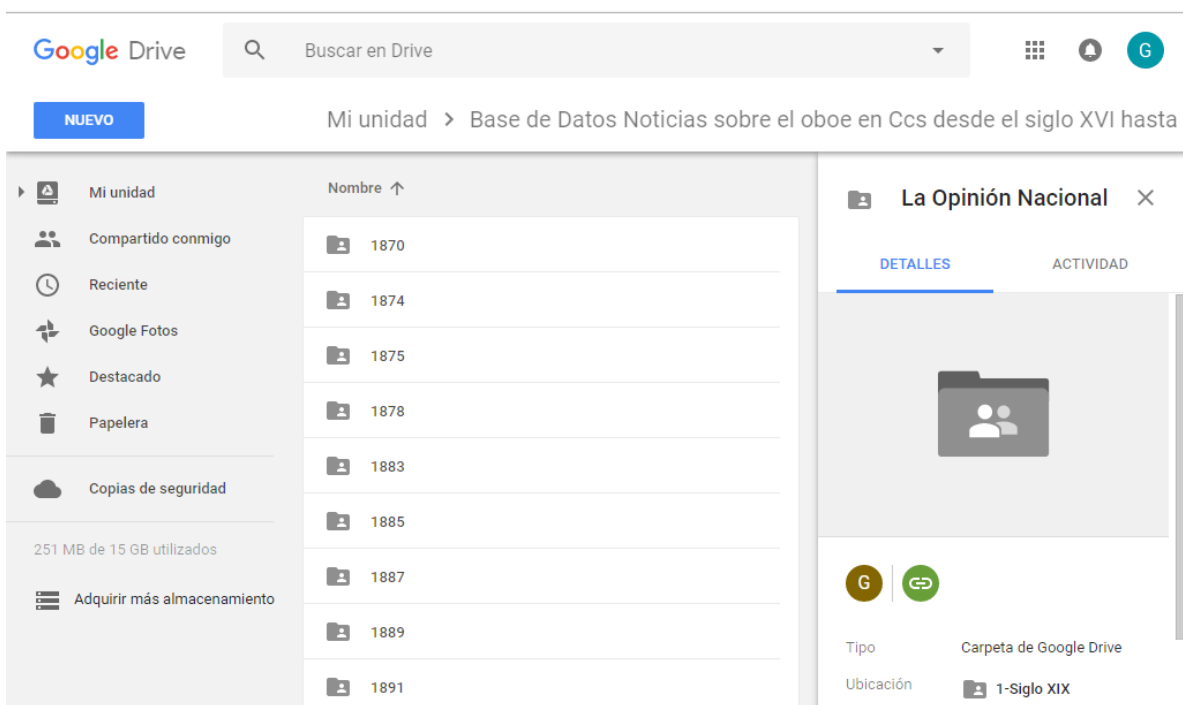 Google Drive
Buscar en Drive
G
NUEVO
Mi unidad > Base de Datos Noticias sobre el oboe en Ccs desde el siglo XVI hasta
Mi unidad
Compartido conmigo
Reciente
Google Fotos
Destacado
Papelera
Copias de seguridad
251 MB de 15 GB utilizados
Adquirir más almacenamiento
Nombre
1870
1874
1875
1878
1883
1885
1887
1889
1891
La Opinión Nacional
DETALLES
ACTIVIDAD
G
Tipo Carpeta de Google Drive
Ubicación 1-Siglo XIX